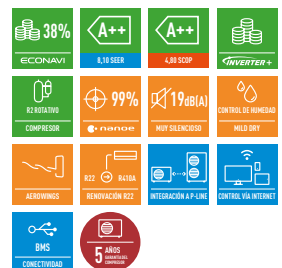 38%
ECONAVI
A++
8,10 SEER
A++
4,80 SCOP
INVERTER+
R2 ROTATIVO
COMPRESOR
99%
nanoe
19dB(A)
MUY SILENCIOSO
CONTROL DE HUMEDAD
MILD DRY
AEROWINGS
R22 R410A
RENOVACIÓN R22
INTEGRACIÓN A P-LINE
CONTROL VÍA INTERNET
BMS
CONECTIVIDAD
5 AÑOS
GARANTÍA DEL
COMPRESOR